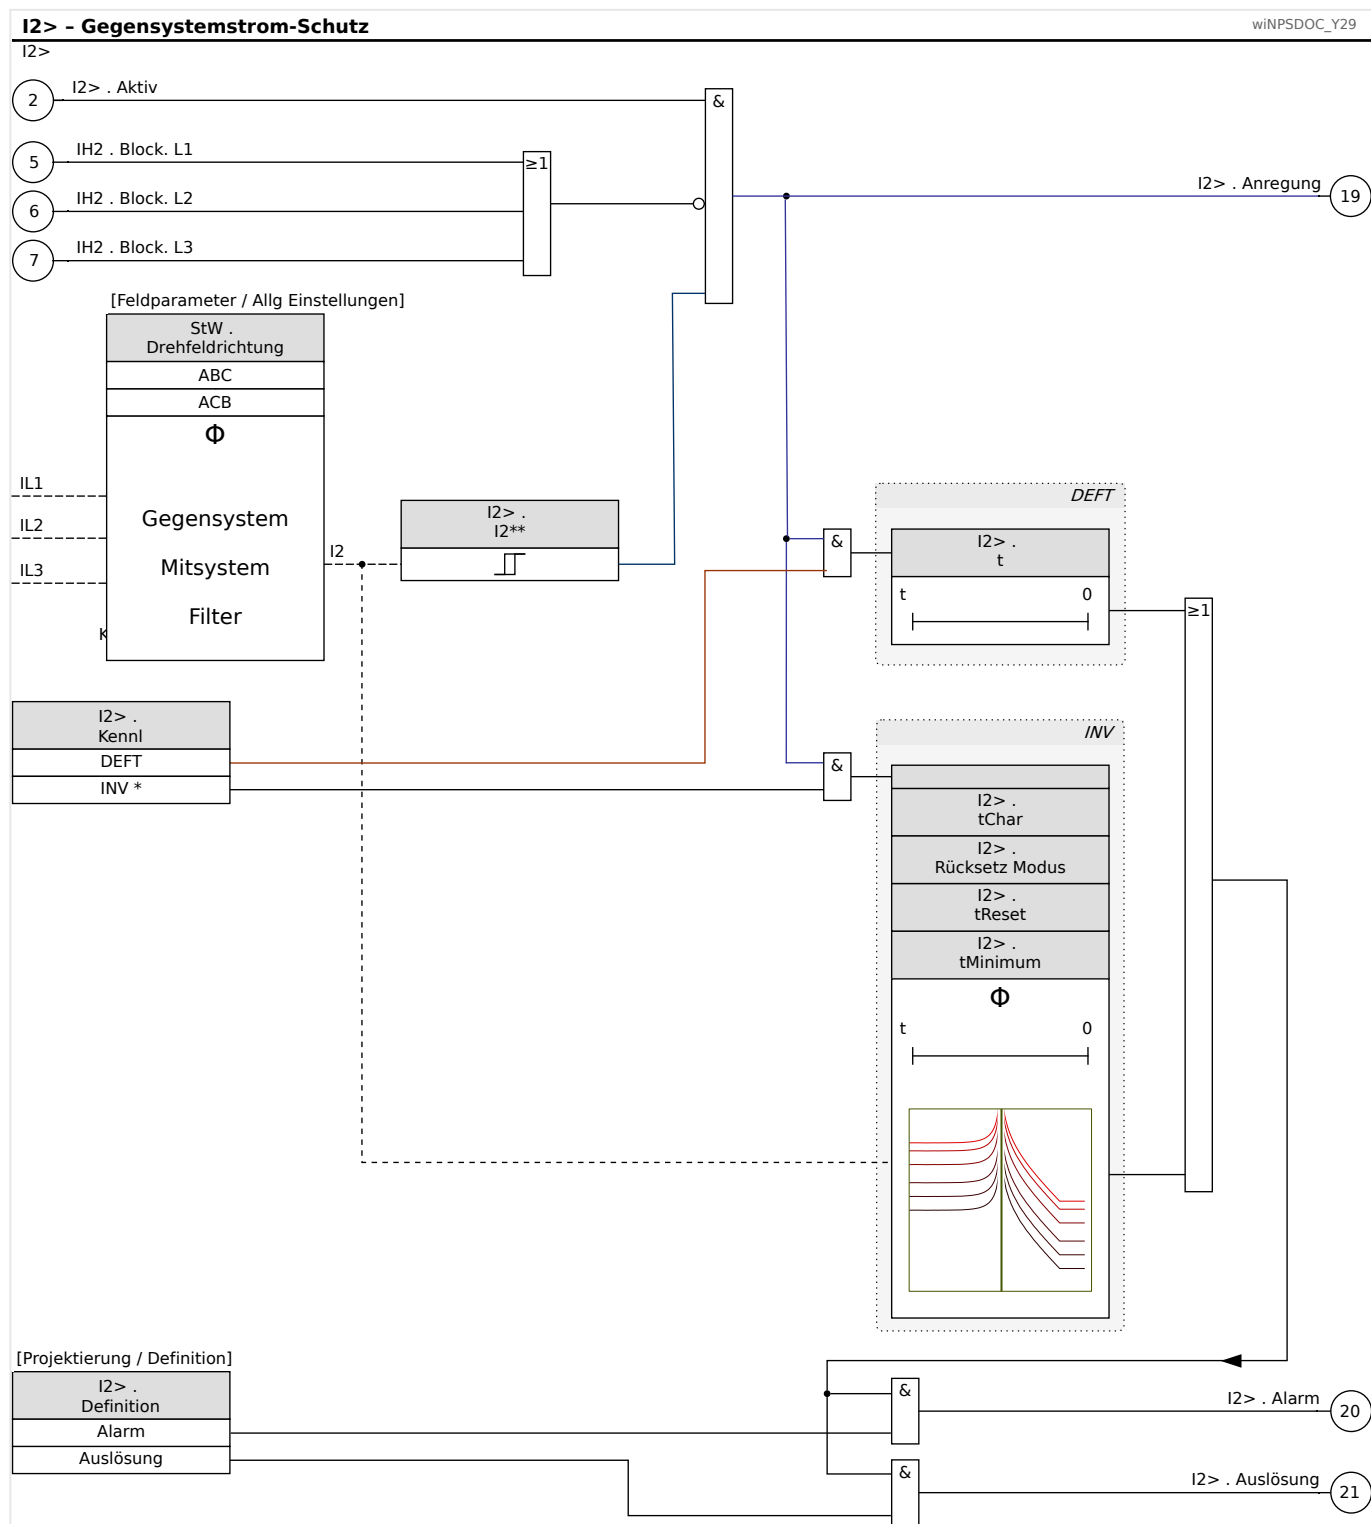 I2> – Gegensystemstrom-Schutz
wiNPSDOC_Y29
I2>
2
I2> . Aktiv
&
5
IH2 . Block. L1
≥1
6
IH2 . Block. L2
7
IH2 . Block. L3
I2> . Anregung
19
[Feldparameter / Allg Einstellungen]
StW .
Drehfeldrichtung
ABC
ACB
Φ
Gegensystem
Mitsystem
Filter
IL1
IL2
IL3
K
I2
I2> .
I2**
DEFT
&
I2> .
t
t 0
≥1
I2> .
Kennl
DEFT
INV *
INV
&
I2> .
tChar
I2> .
Rücksetz Modus
I2> .
tReset
I2> .
tMinimum
Φ
t 0
[Projektierung / Definition]
I2> .
Definition
Alarm
Auslösung
&
I2> . Alarm
20
&
I2> . Auslösung
21